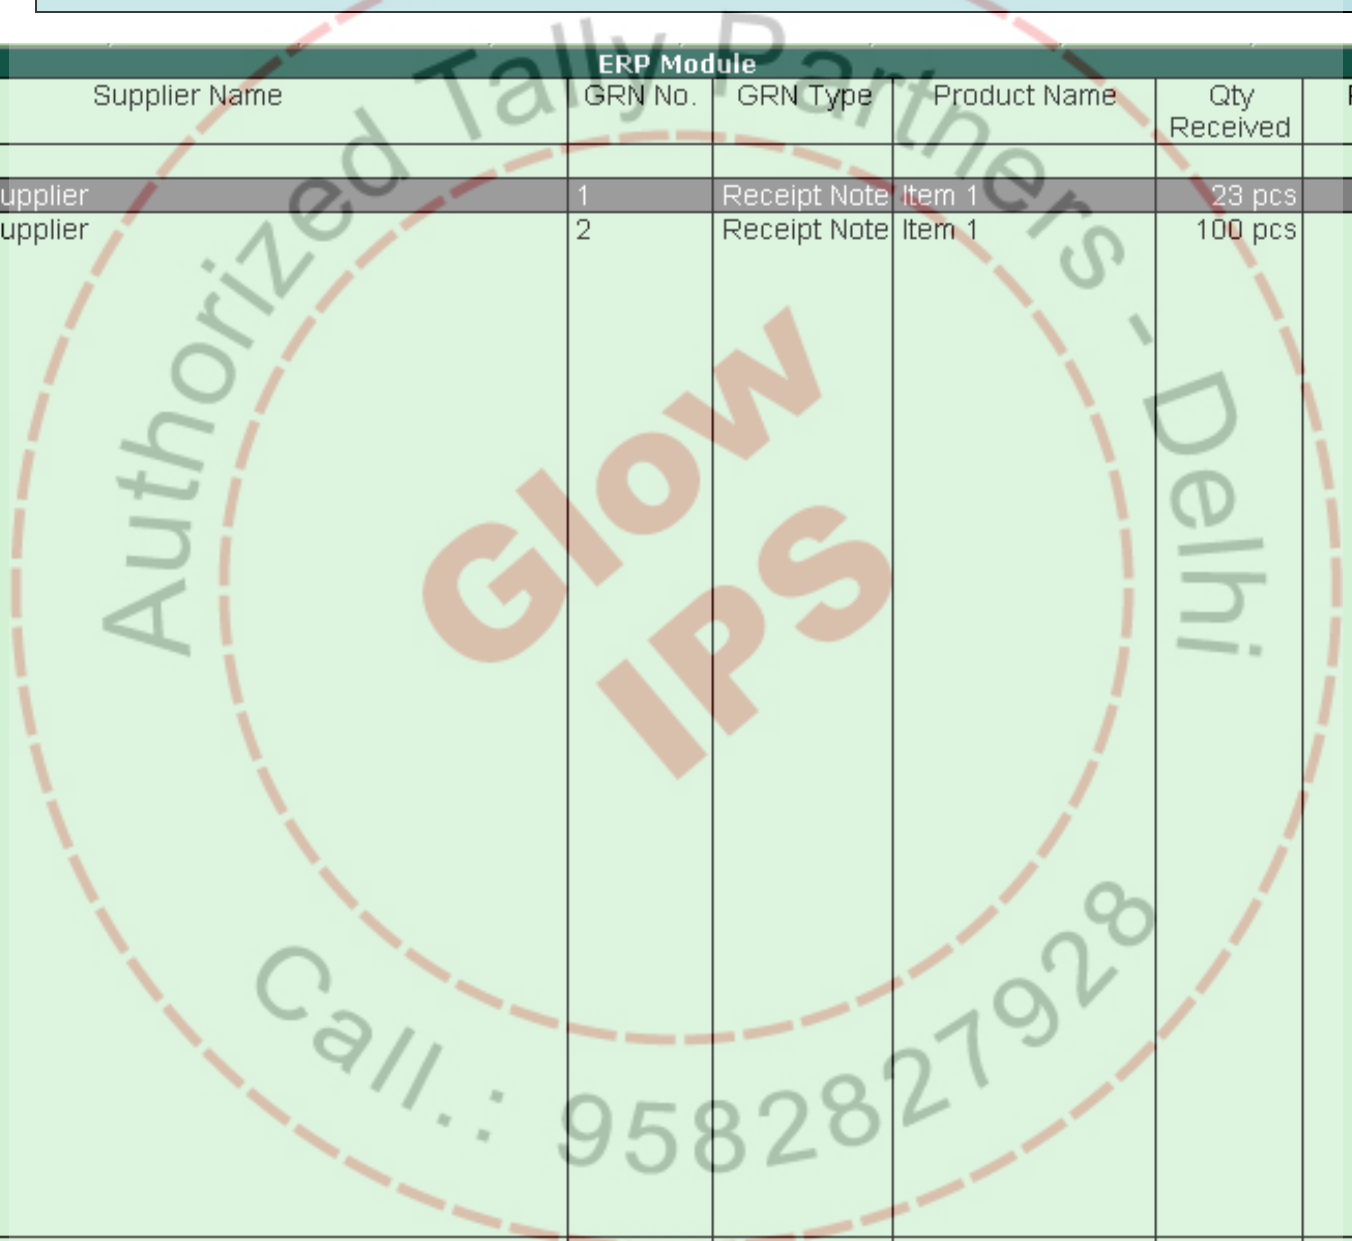 ERP Module
Supplier Name GRN No. GRN Type Product Name Qty Received
upplier 1 Receipt Note Item 1 23 pcs
upplier 2 Receipt Note Item 1 100 pcs
Authorized Tally Partners - Delhi
Glow
IPS
Call.: 9582827928